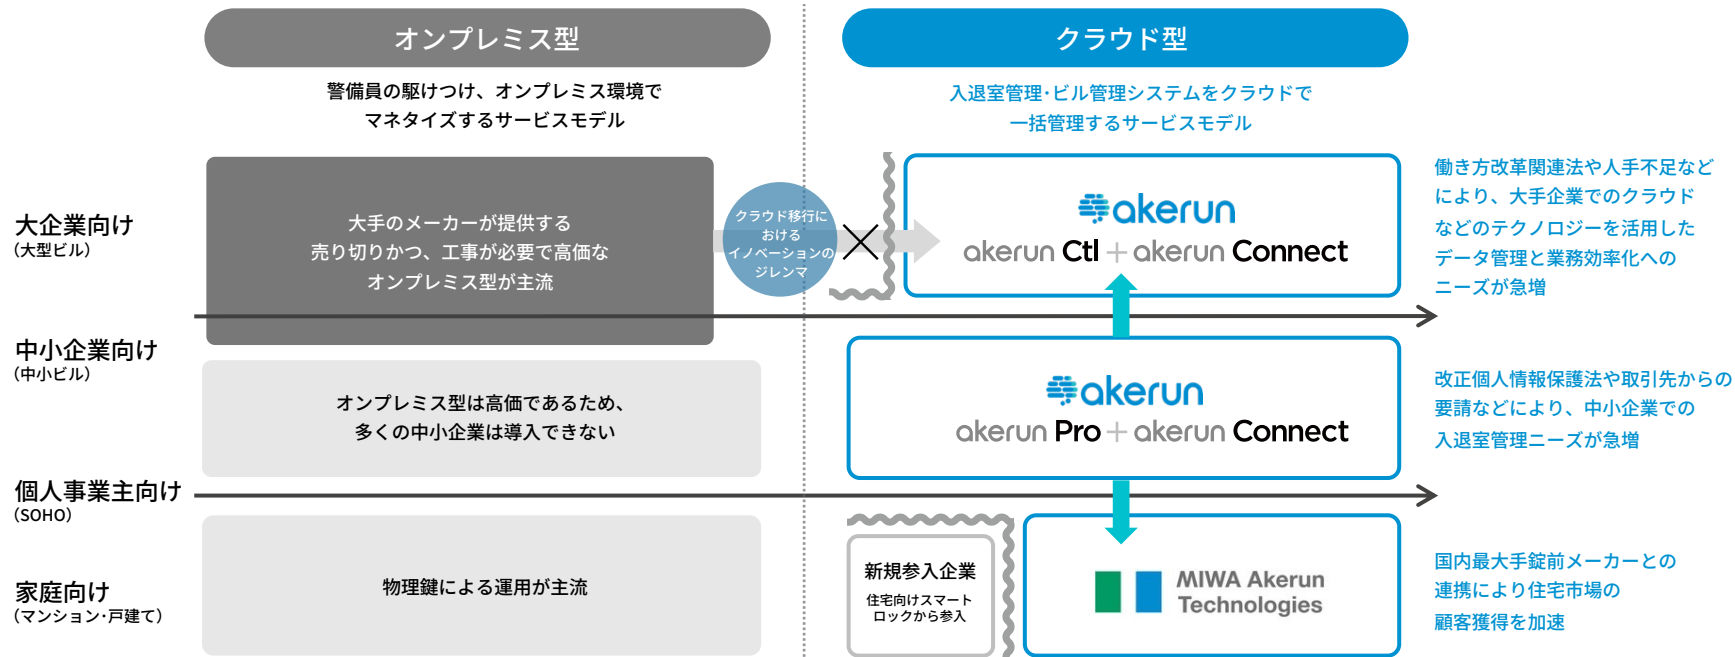 オンプレミス型
クラウド型
警備員の駆けつけ、オンプレミス環境で
マネタイズするサービスモデル
入退室管理･ビル管理システムをクラウドで
一括管理するサービスモデル
大企業向け
(大型ビル)
大手のメーカーが提供する
売り切りかつ、工事が必要で高価な
オンプレミス型が主流
クラウド移行に
おける
イノベーションの
ジレンマ
akerun
akerun Ctl + akerun Connect
働き方改革関連法や人手不足など
により、大手企業でのクラウド
などのテクノロジーを活用した
データ管理と業務効率化への
ニーズが急増
中小企業向け
(中小ビル)
オンプレミス型は高価であるため、
多くの中小企業は導入できない
akerun
akerun Pro + akerun Connect
改正個人情報保護法や取引先からの
要請などにより、中小企業での
入退室管理ニーズが急増
個人事業主向け
(SOHO)
家庭向け
(マンション･戸建て)
物理鍵による運用が主流
新規参入企業
住宅向けスマート
ロックから参入
MIWA Akerun
Technologies
国内最大手錠前メーカーとの
連携により住宅市場の
顧客獲得を加速